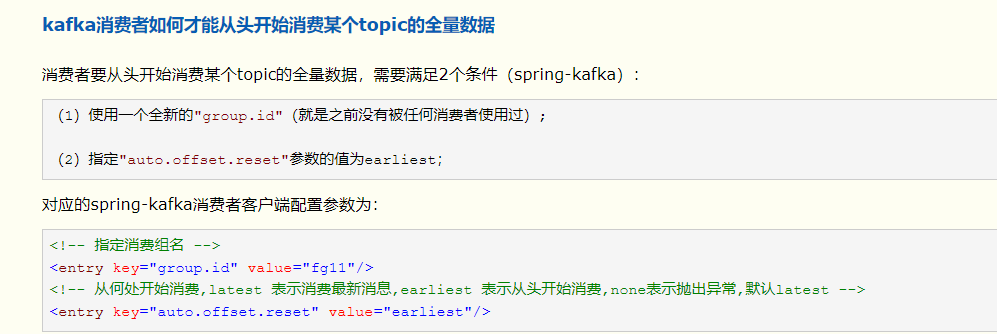 kafka消费者如何才能从头开始消费某个topic的全量数据
消费者要从头开始消费某个topic的全量数据，需要满足2个条件（spring-kafka）：
（1）使用一个全新的"group.id"（就是之前没有被任何消费者使用过）;
（2）指定"auto.offset.reset"参数的值为earliest;
对应的spring-kafka消费者客户端配置参数为：
<!-- 指定消费组名 -->
<entry key="group.id" value="fg11"/>
<!-- 从何处开始消费,latest 表示消费最新消息,earliest 表示从头开始消费,none表示抛出异常,默认latest -->
<entry key="auto.offset.reset" value="earliest"/>